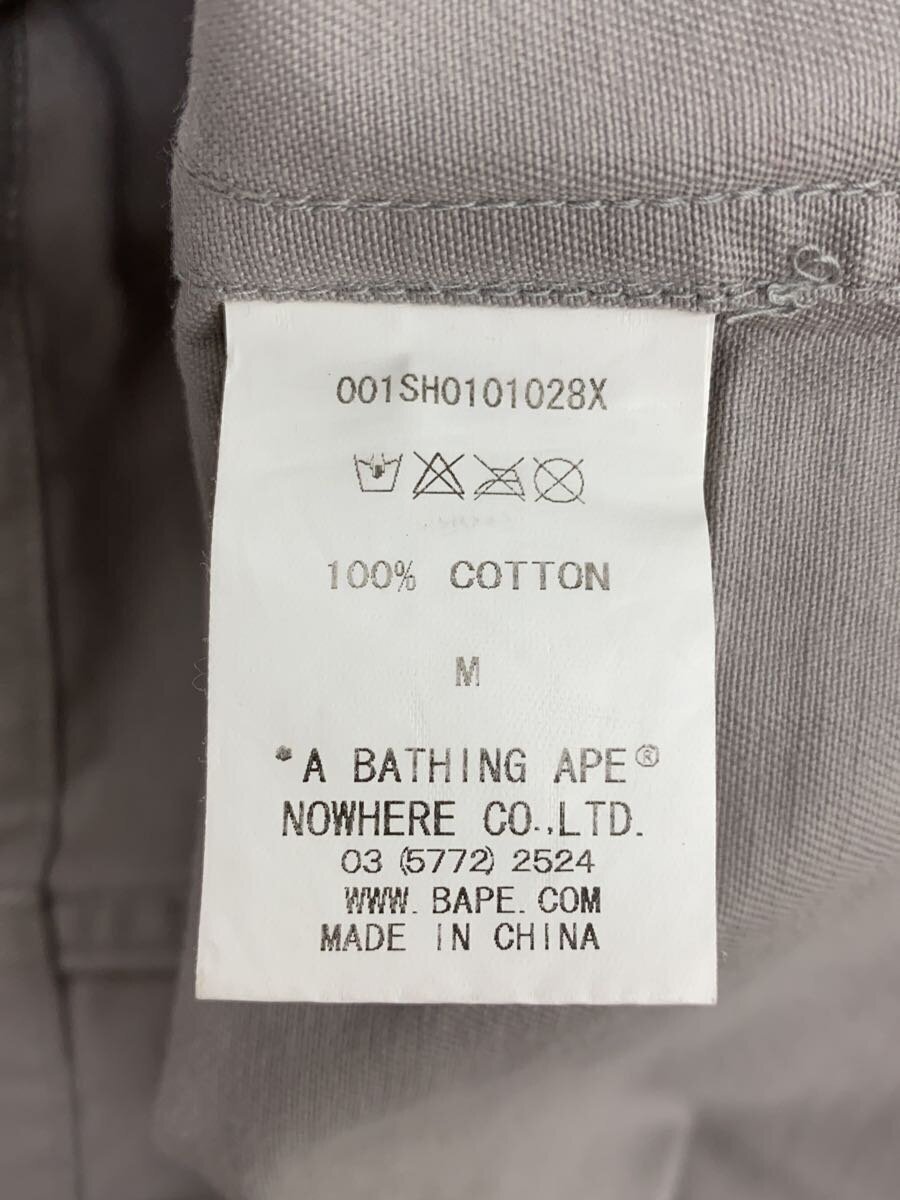 001SH0101028X
100% COTTON
M
*A BATHING APE®
NOWHERE CO.,LTD.
03 (5772) 2524
WWW. BAPE. COM
MADE IN CHINA